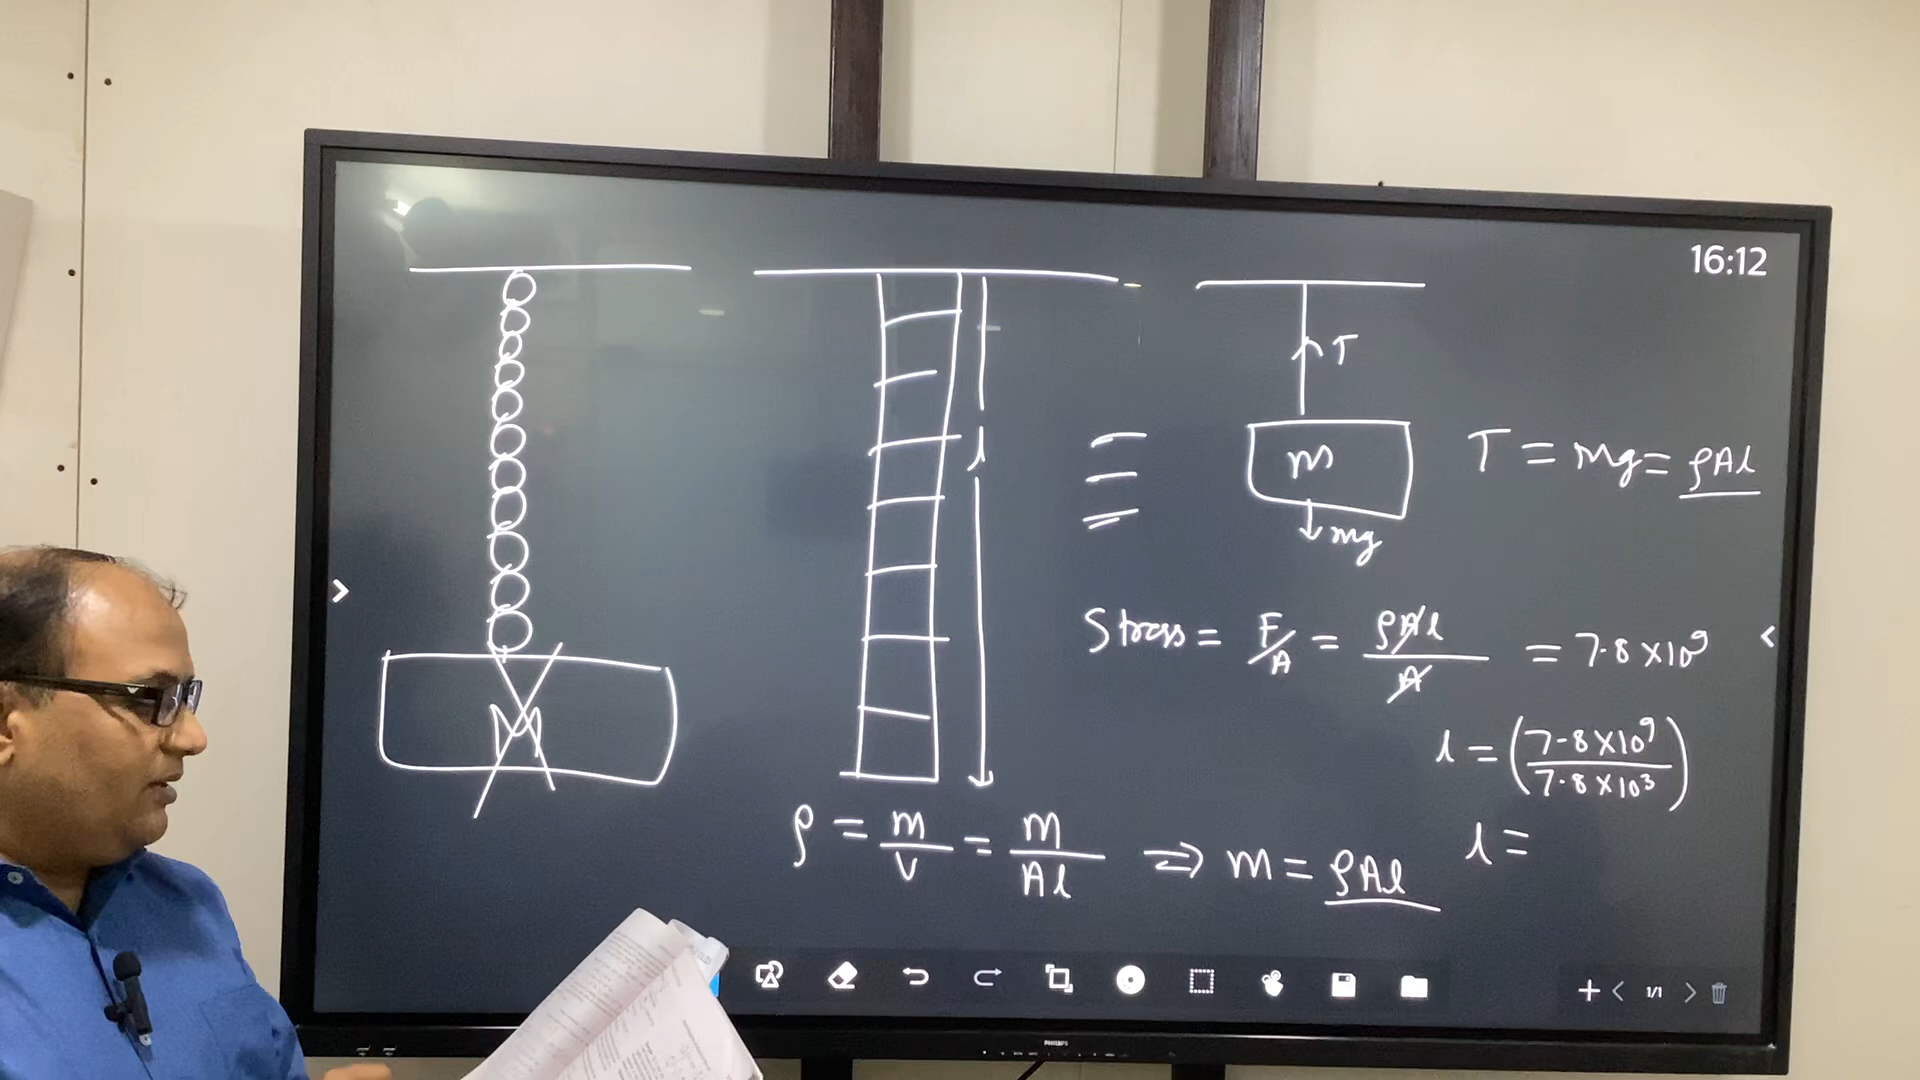 16:12
T
m
mg
M
l
T = Mg = ρAl
Stress = F/A = ρAl/A = 7.8×10⁹
l = (7-8×10⁹/7.8×10³)
l =
ρ = m/V = m/Al ⇒ m = ρAl
1/1
PHILIPS